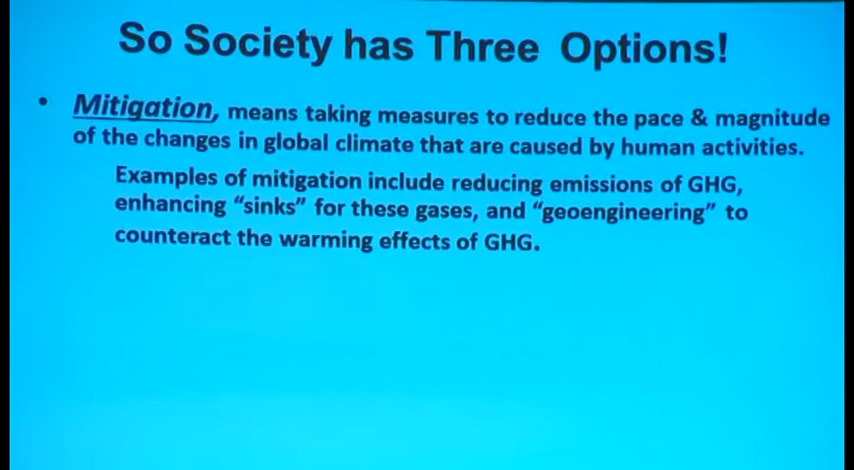 So Society has Three Options!
• Mitigation, means taking measures to reduce the pace & magnitude
of the changes in global climate that are caused by human activities.
Examples of mitigation include reducing emissions of GHG,
enhancing “sinks” for these gases, and “geoengineering” to
counteract the warming effects of GHG.